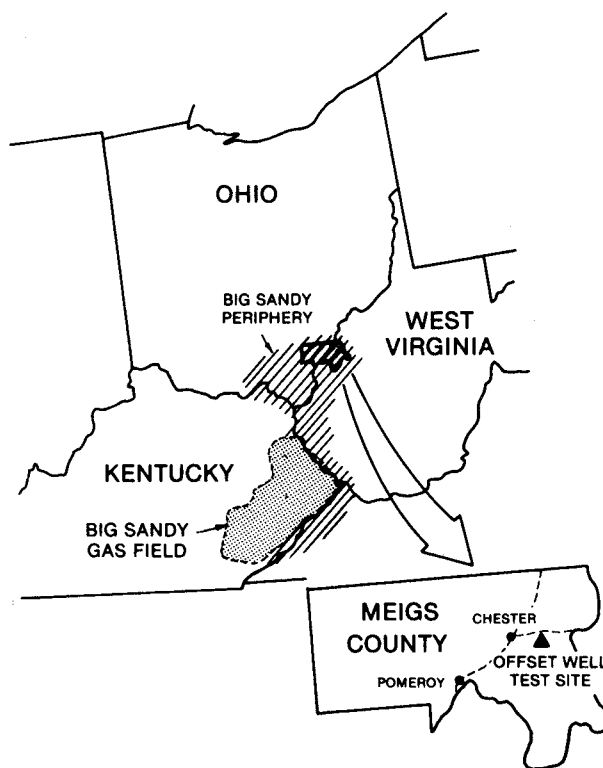 OHIO
BIG SANDY
PERIPHERY
WEST
VIRGINIA
KENTUCKY
BIG SANDY
GAS FIELD
MEIGS
COUNTY
CHESTER
OFFSET WELL
TEST SITE
POMEROY